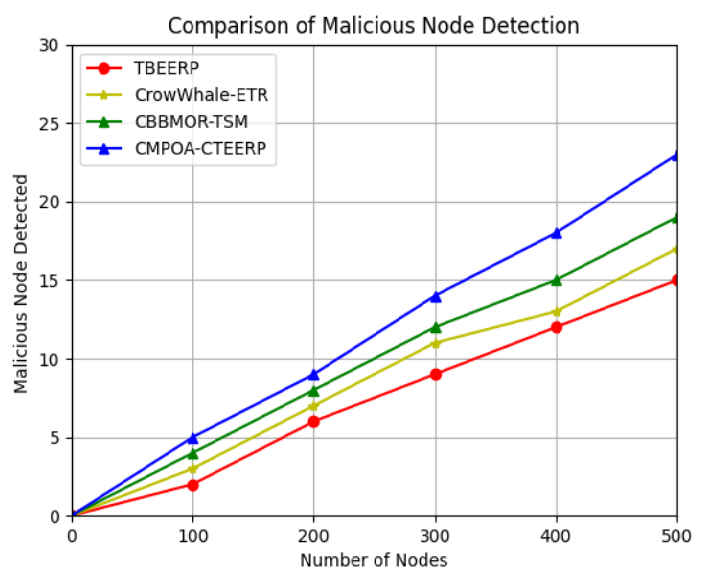 Comparison of Malicious Node Detection
30
25
20
15
10
5
0
Malicious Node Detected
TBEERP
CrowWhale-ETR
CBBMOR-TSM
CMPOA-CTEERP
0 100 200 300 400 500
Number of Nodes